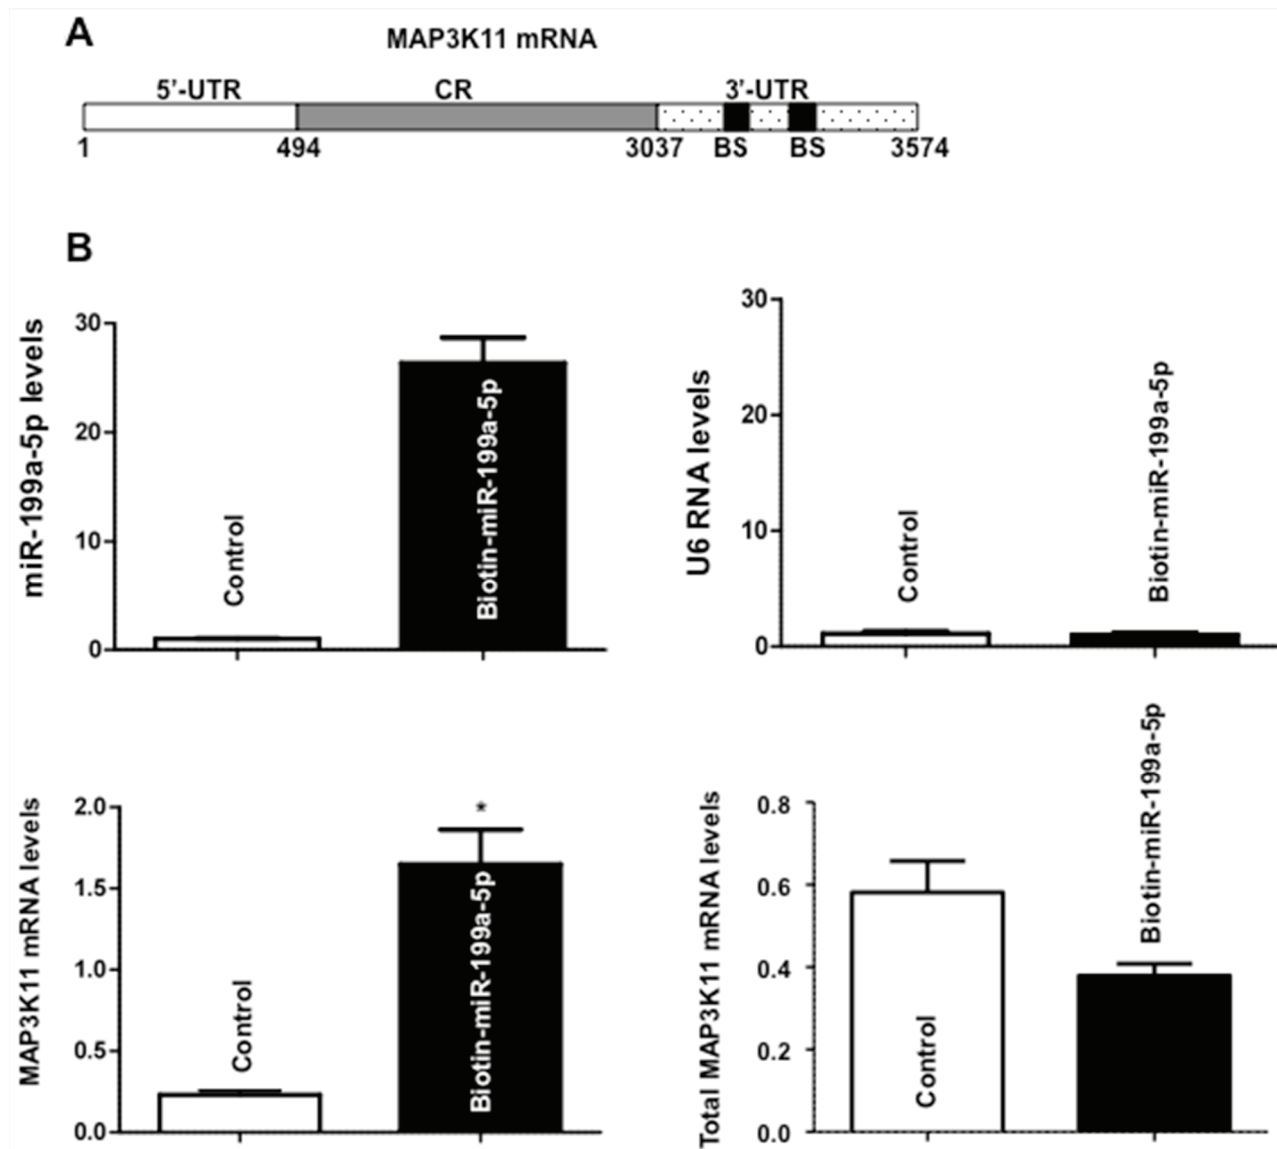 A
MAP3K11 mRNA
5'-UTR CR 3'-UTR
1 494 3037 BS BS 3574
B
miR-199a-5p levels
30
20
10
0
Control
Biotin-miR-199a-5p
U6 RNA levels
30
20
10
0
Control
Biotin-miR-199a-5p
MAP3K11 mRNA levels
2.0
1.5
1.0
0.5
0.0
Control
*
Biotin-miR-199a-5p
Total MAP3K11 mRNA levels
0.8
0.6
0.4
0.2
0.0
Control
Biotin-miR-199a-5p